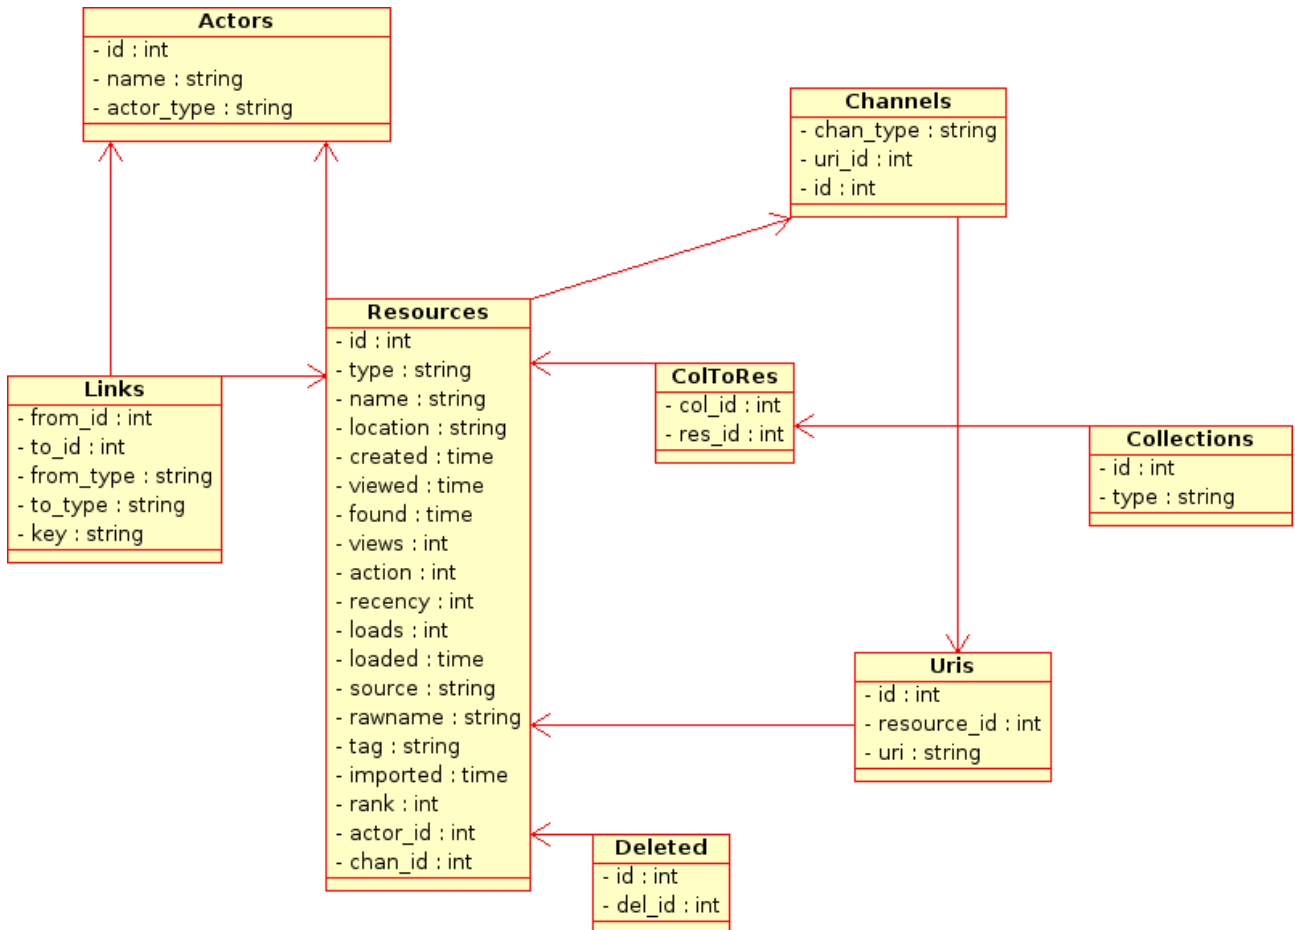 Actors
- id : int
- name : string
- actor_type : string
Channels
- chan_type : string
- uri_id : int
- id : int
Resources
- id : int
- type : string
- name : string
- location : string
- created : time
- viewed : time
- found : time
- views : int
- action : int
- recency : int
- loads : int
- loaded : time
- source : string
- rawname : string
- tag : string
- imported : time
- rank : int
- actor_id : int
- chan_id : int
Links
- from_id : int
- to_id : int
- from_type : string
- to_type : string
- key : string
ColToRes
- col_id : int
- res_id : int
Collections
- id : int
- type : string
Uris
- id : int
- resource_id : int
- uri : string
Deleted
- id : int
- del_id : int